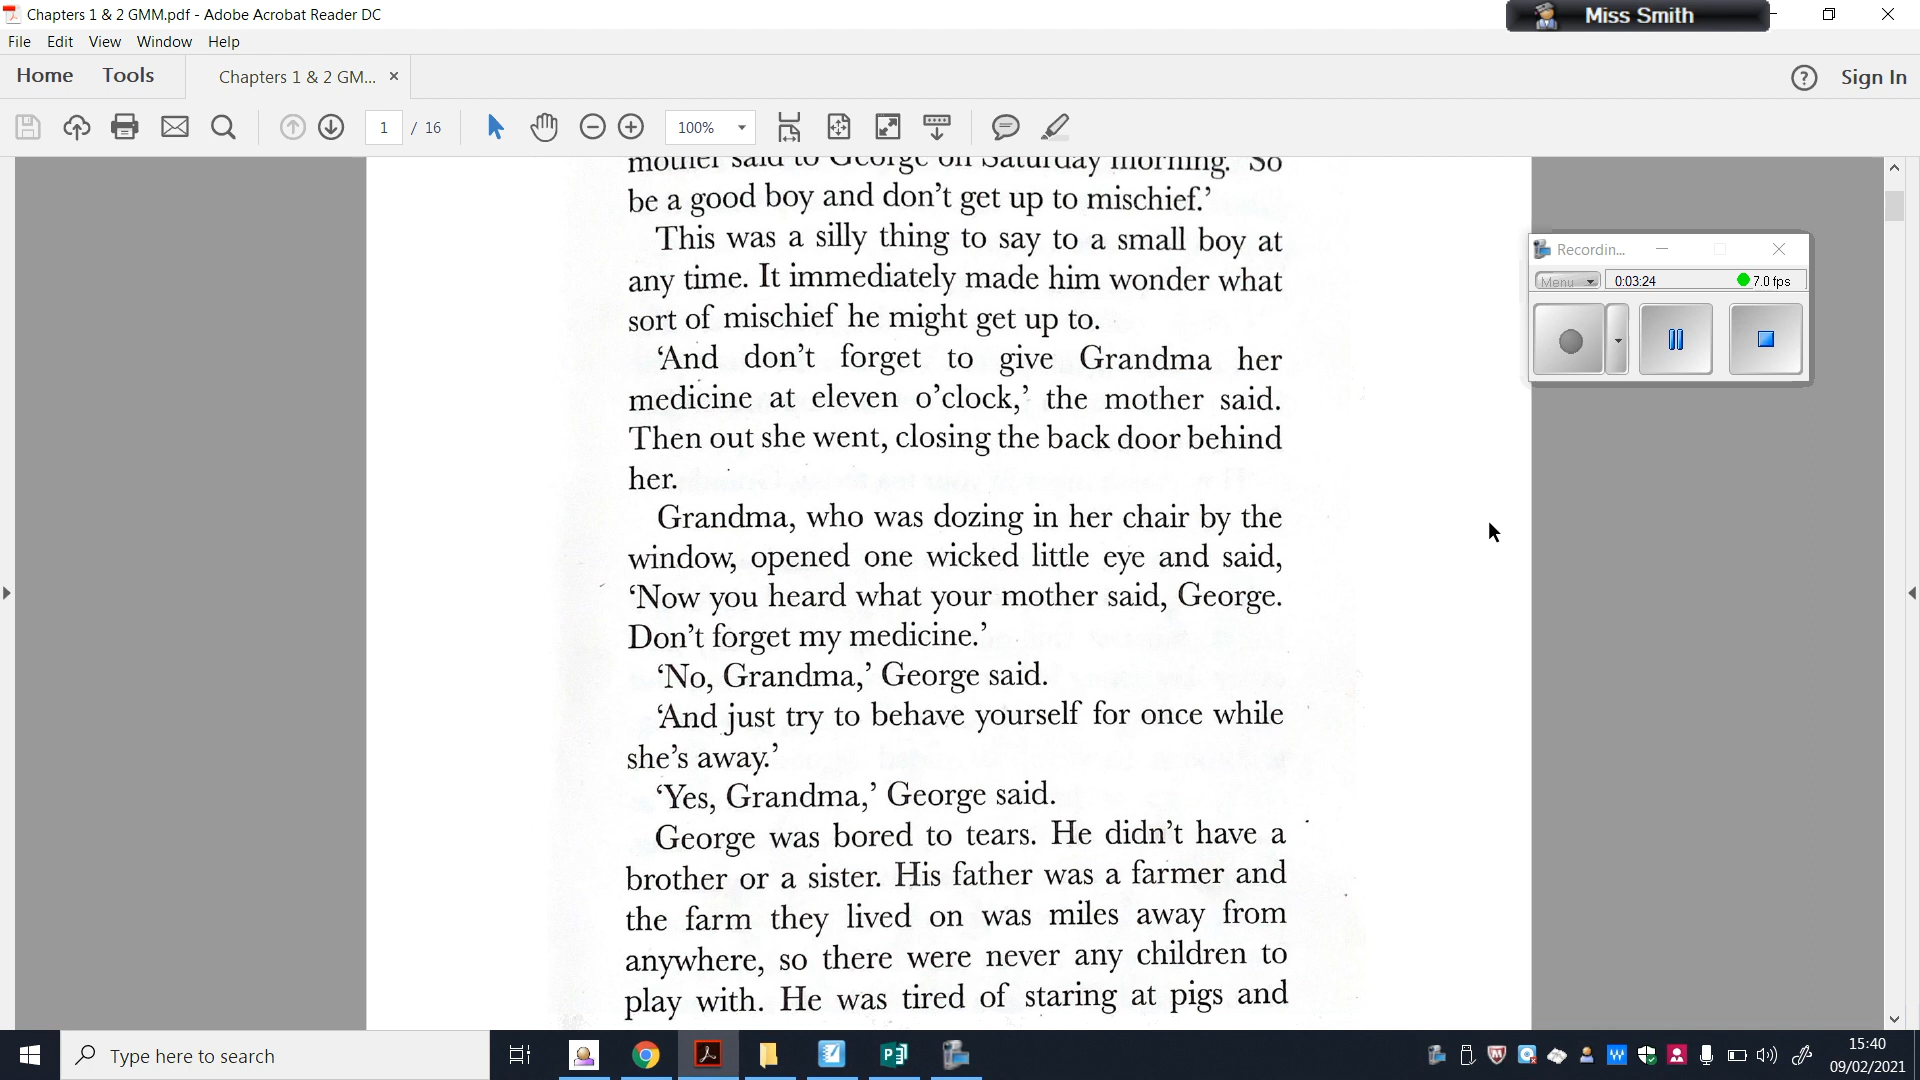 Chapters 1 & 2 GMM.pdf - Adobe Acrobat Reader DC
Miss Smith
File Edit View Window Help
Home Tools Chapters 1 & 2 GM... Sign In
1 / 16 100%
mother said to George on Saturday morning. 'So
be a good boy and don't get up to mischief.'
This was a silly thing to say to a small boy at
any time. It immediately made him wonder what
sort of mischief he might get up to.
'And don't forget to give Grandma her
medicine at eleven o'clock,' the mother said.
Then out she went, closing the back door behind
her.
Grandma, who was dozing in her chair by the
window, opened one wicked little eye and said,
'Now you heard what your mother said, George.
Don't forget my medicine.'
'No, Grandma,' George said.
'And just try to behave yourself for once while
she's away.'
'Yes, Grandma,' George said.
George was bored to tears. He didn't have a
brother or a sister. His father was a farmer and
the farm they lived on was miles away from
anywhere, so there were never any children to
play with. He was tired of staring at pigs and
Recordin...
Menu 0:03:24 7.0 fps
Type here to search
15:40
09/02/2021